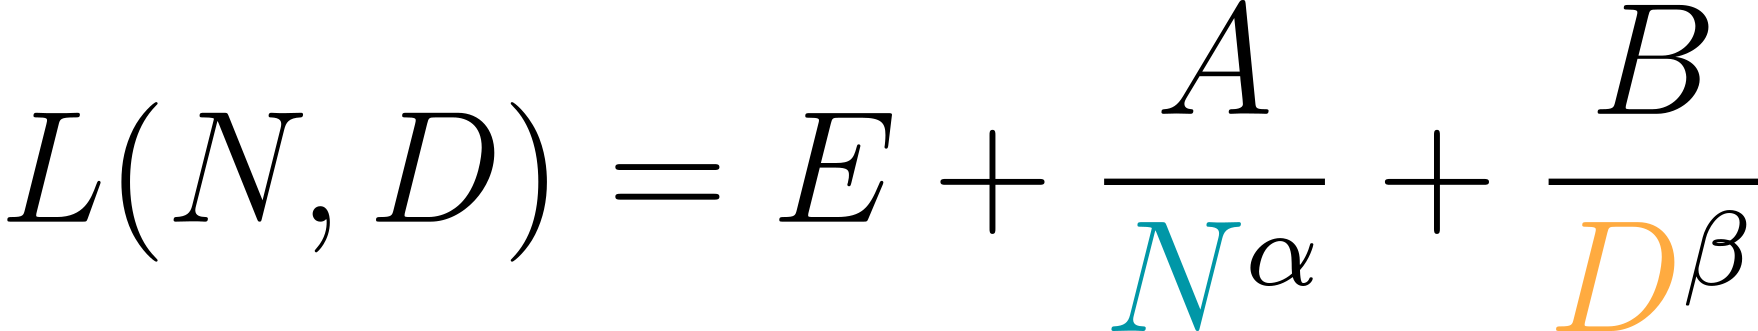 L(N, D) = E + A/N^α + B/D^β